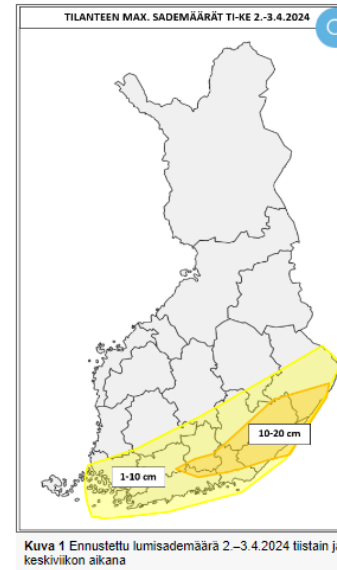 TILANTEEN MAX. SADEMÄÄRÄT TI-KE 2.-3.4.2024
10-20 cm
1-10 cm
Kuva 1 Ennustettu lumisademäärä 2.–3.4.2024 tiistain ja
keskiviikon aikana